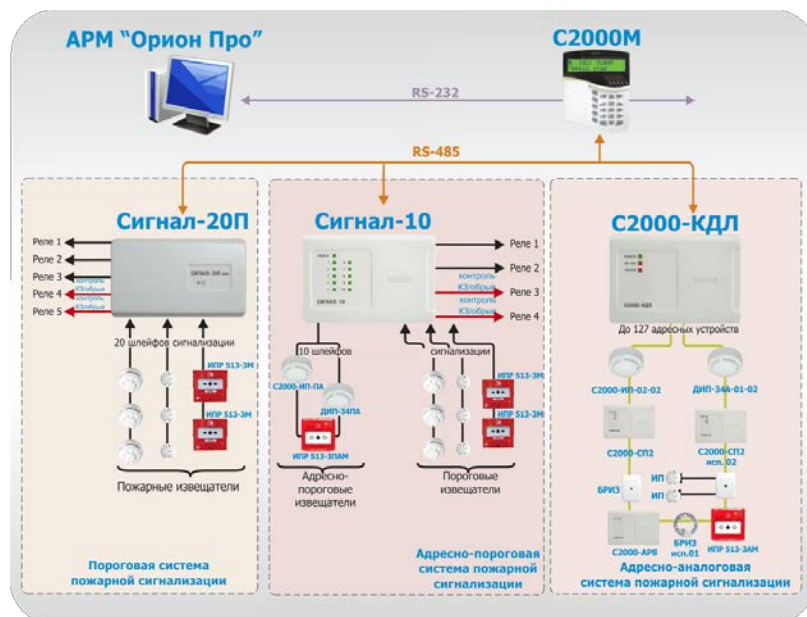 АРМ "Орион Про"
С2000М
RS-232
RS-485
Сигнал-20П
Реле 1
Реле 2
Реле 3
Реле 4
Реле 5
контроль
КЗ/обрыв
контроль
КЗ/обрыв
20 шлейфов сигнализации
ИПР 513-3М
ИПР 513-3М
Пожарные извещатели
Пороговая система
пожарной сигнализации
Сигнал-10
СИГНАЛ-10
Реле 1
Реле 2
Реле 3
Реле 4
контроль
КЗ/обрыв
контроль
КЗ/обрыв
10 шлейфов
сигнализации
С2000-ИП-ПА
ДИП-34ПА
ИПР 513-3ПАМ
ИПР 513-3М
ИПР 513-3М
Адресно-
пороговые
извещатели
Пороговые
извещатели
Адресно-пороговая
система пожарной
сигнализации
С2000-КДЛ
С2000-КДЛ
До 127 адресных устройств
С2000-ИП-02-02
ДИП-34А-01-02
С2000-СП2
С2000-СП2
исп.02
БРИЗ
ИП
ИП
С2000-АР8
БРИЗ
исп.01
ИПР 513-3АМ
Адресно-аналоговая
система пожарной сигнализации